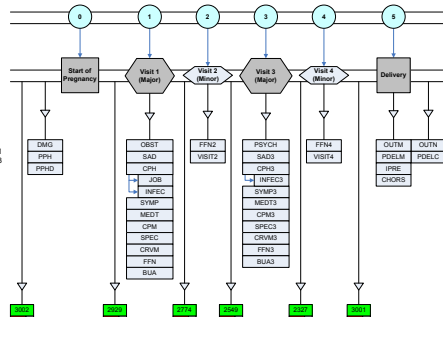 0 1 2 3 4 5
Start of
Pregnancy
Visit 1
(Major)
Visit 2
(Minor)
Visit 3
(Major)
Visit 4
(Minor)
Delivery
DMG
PPH
PPHD
OBST
SAD
CPH
JOB
INFEC
SYMP
MEDT
CPM
SPEC
CRVM
FFN
BUA
FFN2
VISIT2
PSYCH
SAD3
CPH3
INFEC3
SYMP3
MEDT3
CPM3
SPEC3
CRVM3
FFN3
BUA3
FFN4
VISIT4
OUTM
PDELM
IPRE
CHORS
OUTN
PDELC
3002 2929 2774 2549 2327 3001